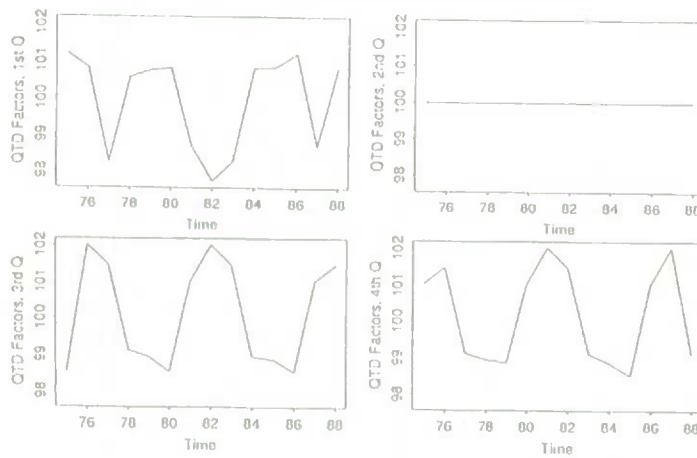 QTD Factors, 1st Q
102
101
100
99
98
76 78 80 82 84 86 88
Time
QTD Factors, 2nd Q
102
101
100
99
98
76 78 80 82 84 86 88
Time
QTD Factors, 3rd Q
102
101
100
99
98
76 78 80 82 84 86 88
Time
QTD Factors, 4th Q
102
101
100
99
98
76 78 80 82 84 86 88
Time